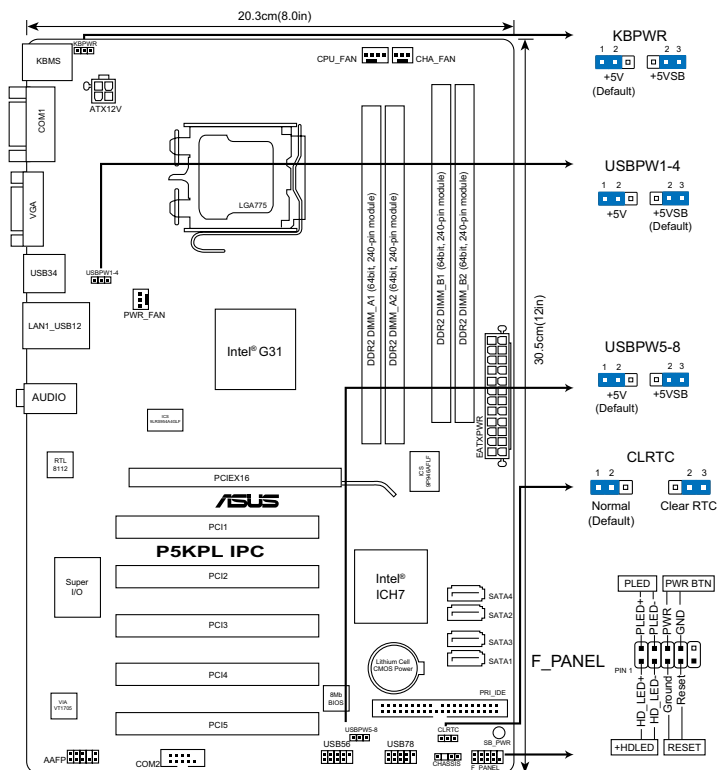 20.3cm(8.0in)
KBPWR
KBMS
CPU_FAN
CHA_FAN
ATX12V
COM1
LGA775
VGA
USBPW1-4
USB34
PWR_FAN
LAN1_USB12
Intel® G31
AUDIO
DDR2 DIMM_A1 (64bit, 240-pin module)
DDR2 DIMM_A2 (64bit, 240-pin module)
DDR2 DIMM_B1 (64bit, 240-pin module)
DDR2 DIMM_B2 (64bit, 240-pin module)
30.5cm(12in)
EATXPWR
ICS
ICS
9P946AFLF
RTL
8112
PCIEX16
ASUS
PCI1
P5KPL IPC
PCI2
Super
I/O
Intel®
ICH7
PCI3
SATA4
SATA2
SATA3
SATA1
PCI4
Lithium Cell
CMOS Power
8Mb
BIOS
PRI_IDE
VIA
VT1705
PCI5
USBPW5-8
CLRTC
SB_PWR
AAFP
COM2
USB56
USB78
CHASSIS
F_PANEL
KBPWR
1 2
2 3
+5V
(Default)
+5VSB
USBPW1-4
1 2
2 3
+5V
+5VSB
(Default)
USBPW5-8
1 2
2 3
+5V
(Default)
+5VSB
CLRTC
1 2
2 3
Normal
(Default)
Clear RTC
F_PANEL
PLED
PWR BTN
PLED+
PLED-
PWR
GND
PIN 1
HD_LED+
HD_LED-
Ground
Reset
+HDLED
RESET